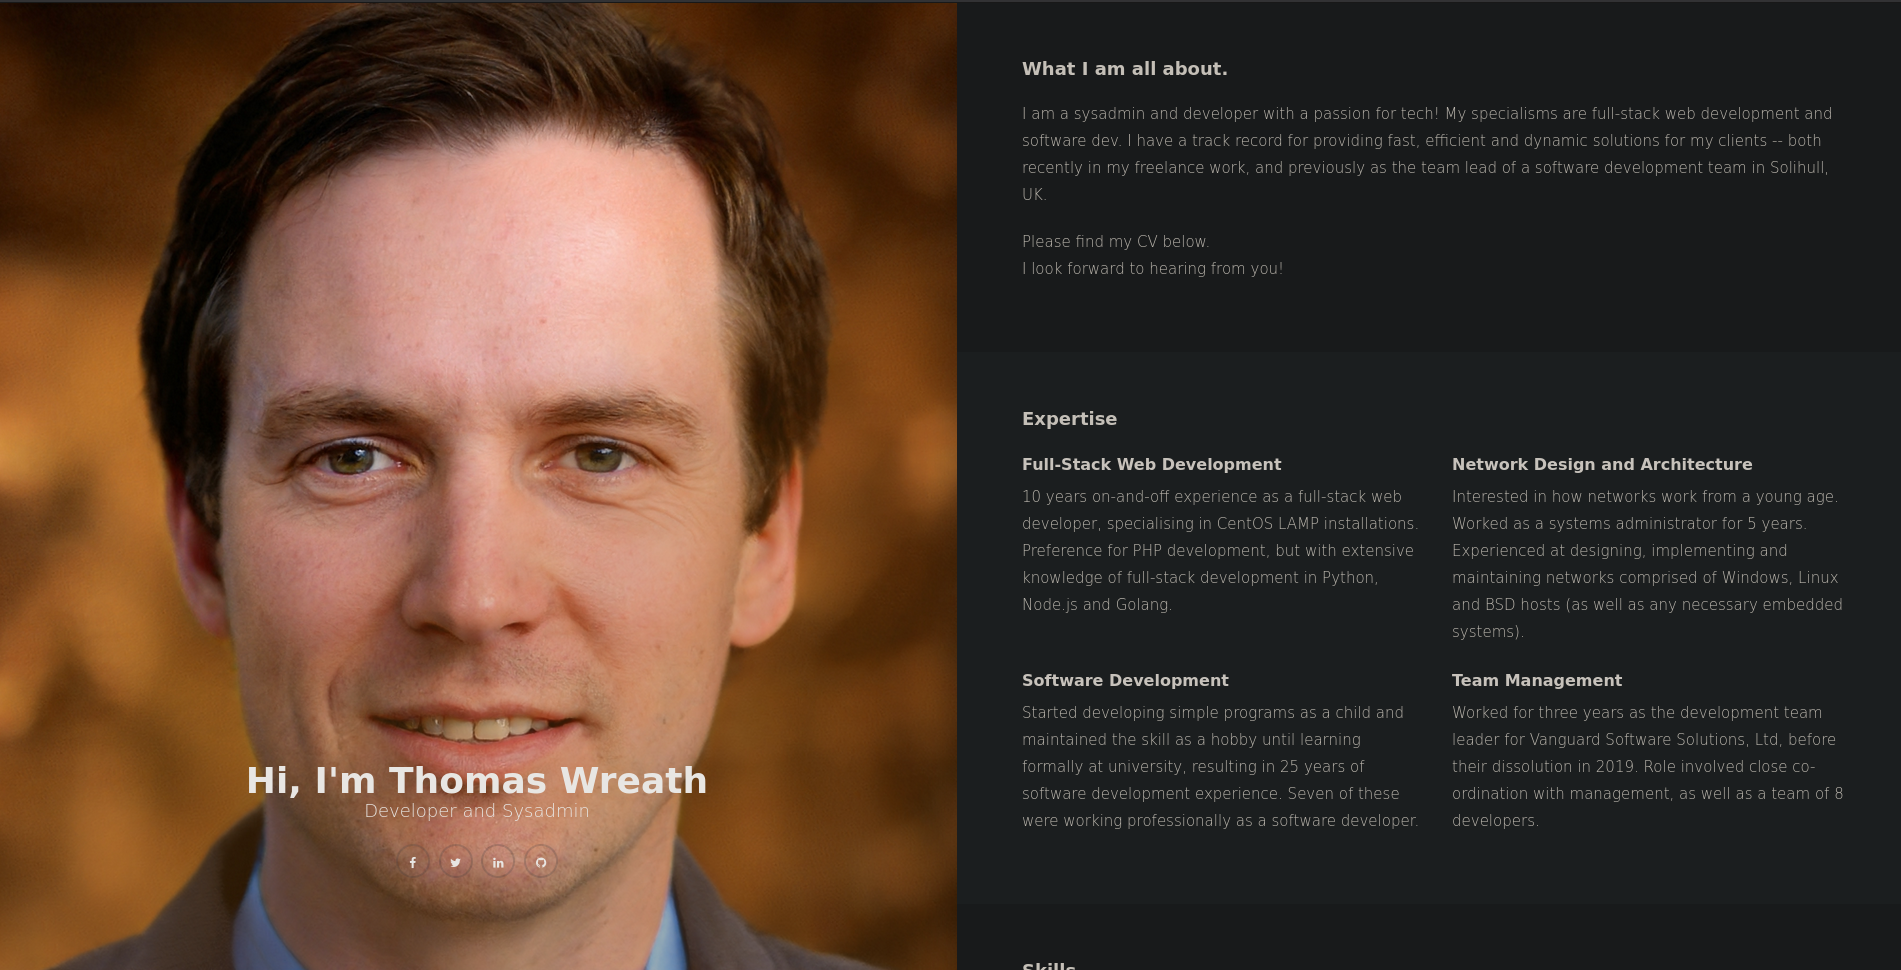 Hi, I'm Thomas Wreath
Developer and Sysadmin
What I am all about.
I am a sysadmin and developer with a passion for tech! My specialisms are full-stack web development and
software dev. I have a track record for providing fast, efficient and dynamic solutions for my clients -- both
recently in my freelance work, and previously as the team lead of a software development team in Solihull,
UK.
Please find my CV below.
I look forward to hearing from you!
Expertise
Full-Stack Web Development
10 years on-and-off experience as a full-stack web
developer, specialising in CentOS LAMP installations.
Preference for PHP development, but with extensive
knowledge of full-stack development in Python,
Node.js and Golang.
Network Design and Architecture
Interested in how networks work from a young age.
Worked as a systems administrator for 5 years.
Experienced at designing, implementing and
maintaining networks comprised of Windows, Linux
and BSD hosts (as well as any necessary embedded
systems).
Software Development
Started developing simple programs as a child and
maintained the skill as a hobby until learning
formally at university, resulting in 25 years of
software development experience. Seven of these
were working professionally as a software developer.
Team Management
Worked for three years as the development team
leader for Vanguard Software Solutions, Ltd, before
their dissolution in 2019. Role involved close co-
ordination with management, as well as a team of 8
developers.
Skills